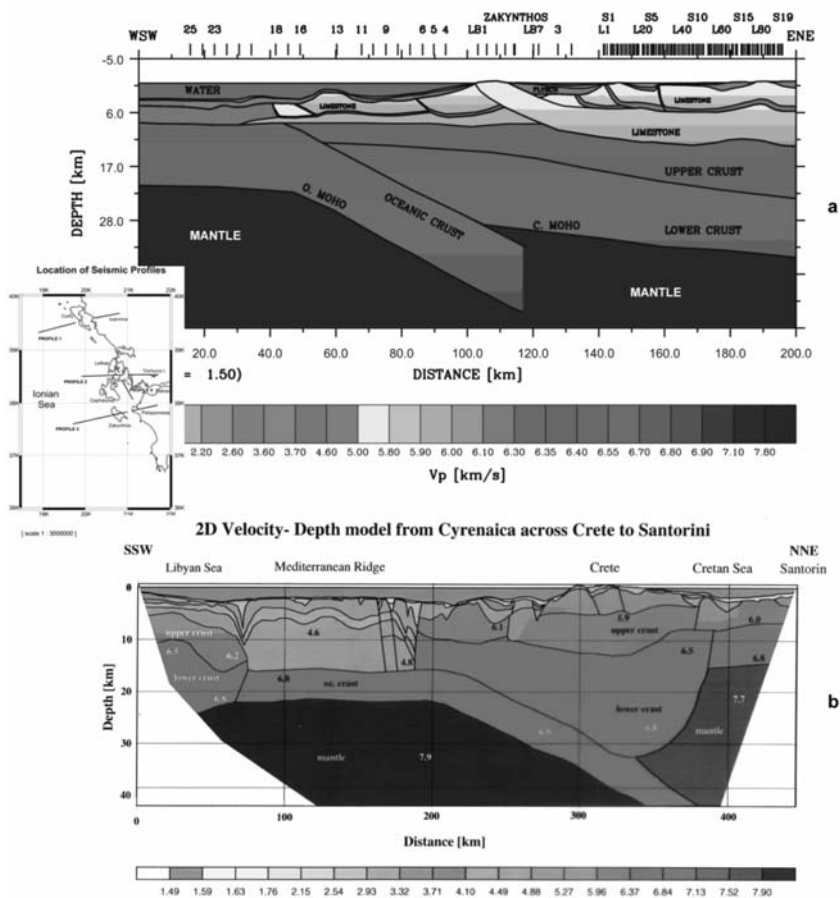 ZAKYNTHOS
S1 S5 S10 S15 S19
25 23 18 16 13 11 9 6 5 4 LB1 LB7 3 L1 L20 L40 L60 L80
WSW ENE
-5.0
6.0
17.0
28.0
DEPTH [km]
WATER
LIMESTONE
FLYSCH
LIMESTONE
LIMESTONE
UPPER CRUST
LOWER CRUST
O. MOHO
OCEANIC CRUST
C. MOHO
MANTLE
MANTLE
a
20.0 40.0 60.0 80.0 100.0 120.0 140.0 160.0 180.0 200.0
= 1.50)
DISTANCE [km]
2.20 2.60 3.60 3.70 4.60 5.00 5.80 5.90 6.00 6.10 6.30 6.35 6.40 6.55 6.70 6.80 6.90 7.10 7.80
Vp [km/s]
Location of Seismic Profiles
PROFILE 1
PROFILE 2
Ionian
Sea
Zakynthos
[ scale 1 : 3000000 ]
2D Velocity- Depth model from Cyrenaica across Crete to Santorini
SSW NNE
Libyan Sea Mediterranean Ridge Crete Cretan Sea Santorin
0
10
20
30
40
Depth [km]
upper crust
6.5
6.2
lower crust
4.6
4.8
6.8
oc. crust
6.1
5.9
upper crust
6.0
6.5
6.8
lower crust
7.7
mantle
mantle
7.9
b
0 100 200 300 400
Distance [km]
1.49 1.59 1.63 1.76 2.15 2.54 2.93 3.32 3.71 4.10 4.49 4.88 5.27 5.96 6.37 6.84 7.13 7.52 7.90